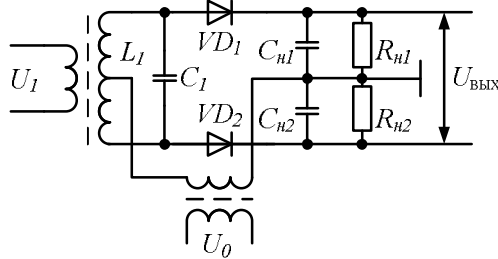 VD₁
Cн1
Rн1
L₁
U₁
C₁
Uвых
VD₂
Cн2
Rн2
U₀